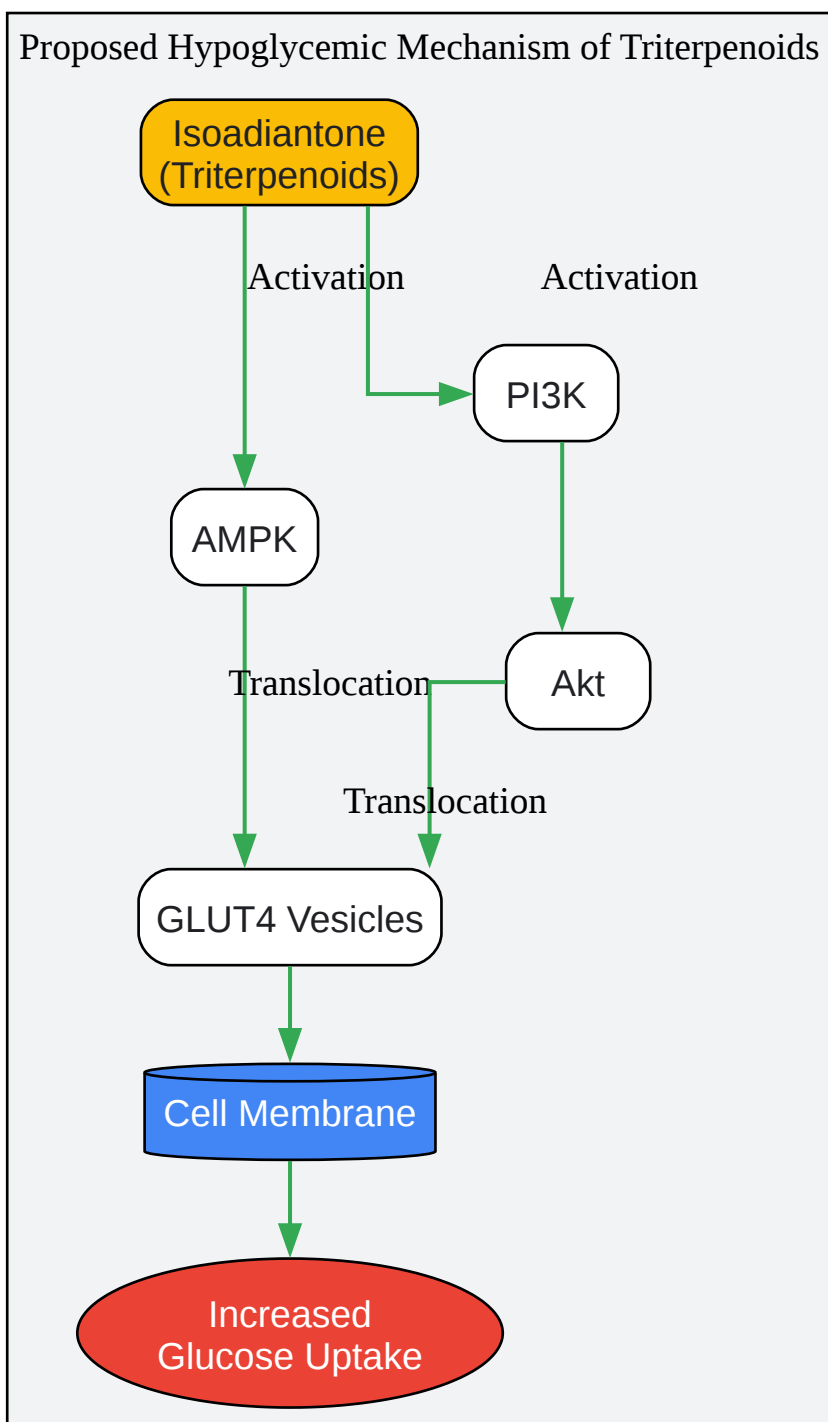 Proposed Hypoglycemic Mechanism of Triterpenoids
Isoadiantone
(Triterpenoids)
Activation
Activation
PI3K
AMPK
Translocation
Akt
Translocation
GLUT4 Vesicles
Cell Membrane
Increased
Glucose Uptake